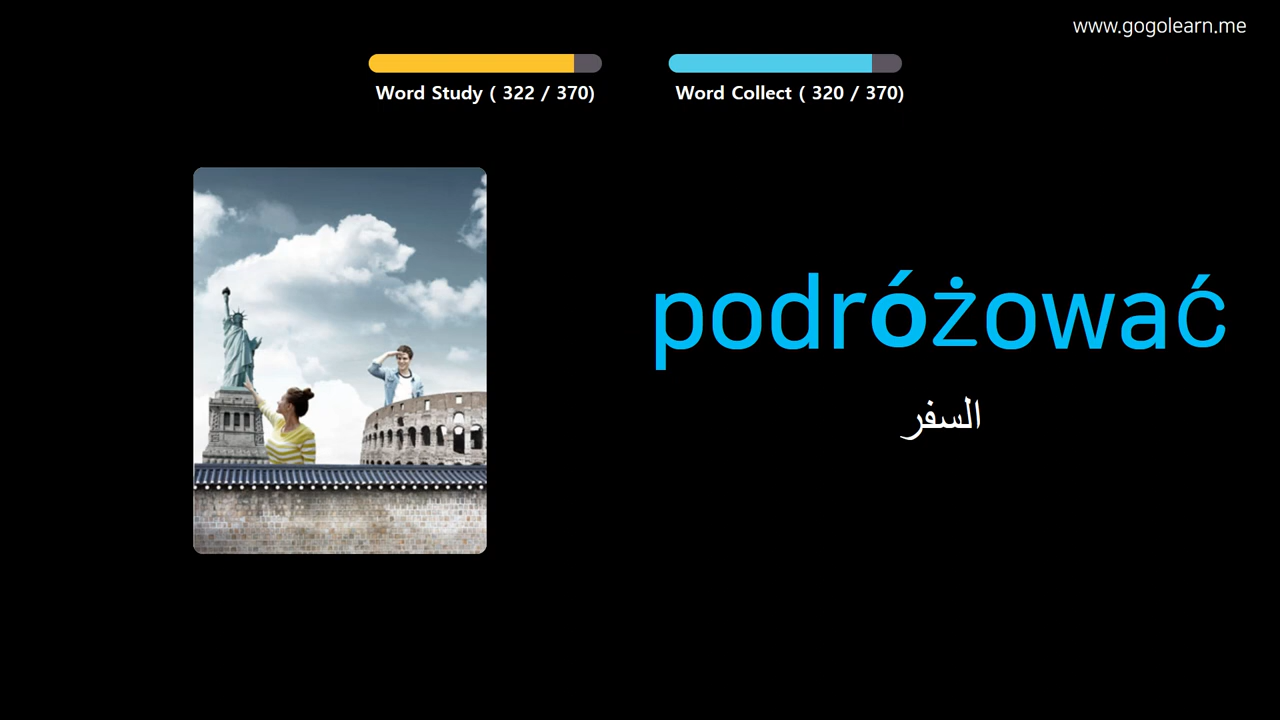 www.gogolearn.me
Word Study ( 322 / 370)
Word Collect ( 320 / 370)
podróżować
السفر